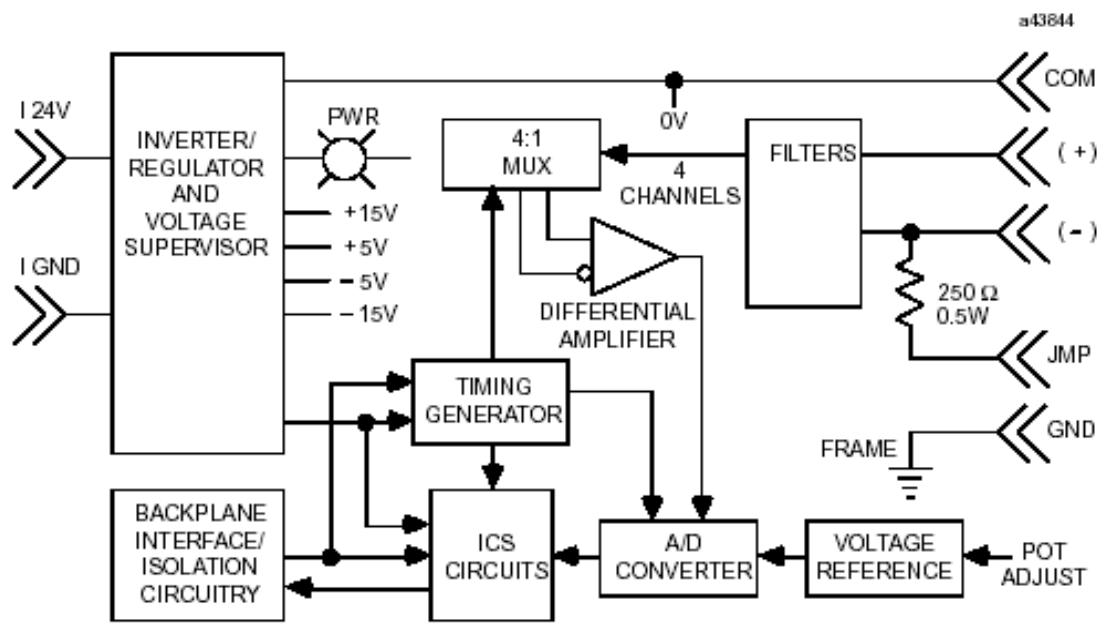 a43844
COM
I 24V
PWR
0V
4:1
MUX
FILTERS
(+)
INVERTER/
REGULATOR
AND
VOLTAGE
SUPERVISOR
4
CHANNELS
+15V
+5V
(-)
I GND
-5V
-15V
DIFFERENTIAL
AMPLIFIER
250 Ω
0.5W
JMP
TIMING
GENERATOR
GND
FRAME
BACKPLANE
INTERFACE/
ISOLATION
CIRCUITRY
ICS
CIRCUITS
A/D
CONVERTER
VOLTAGE
REFERENCE
POT
ADJUST